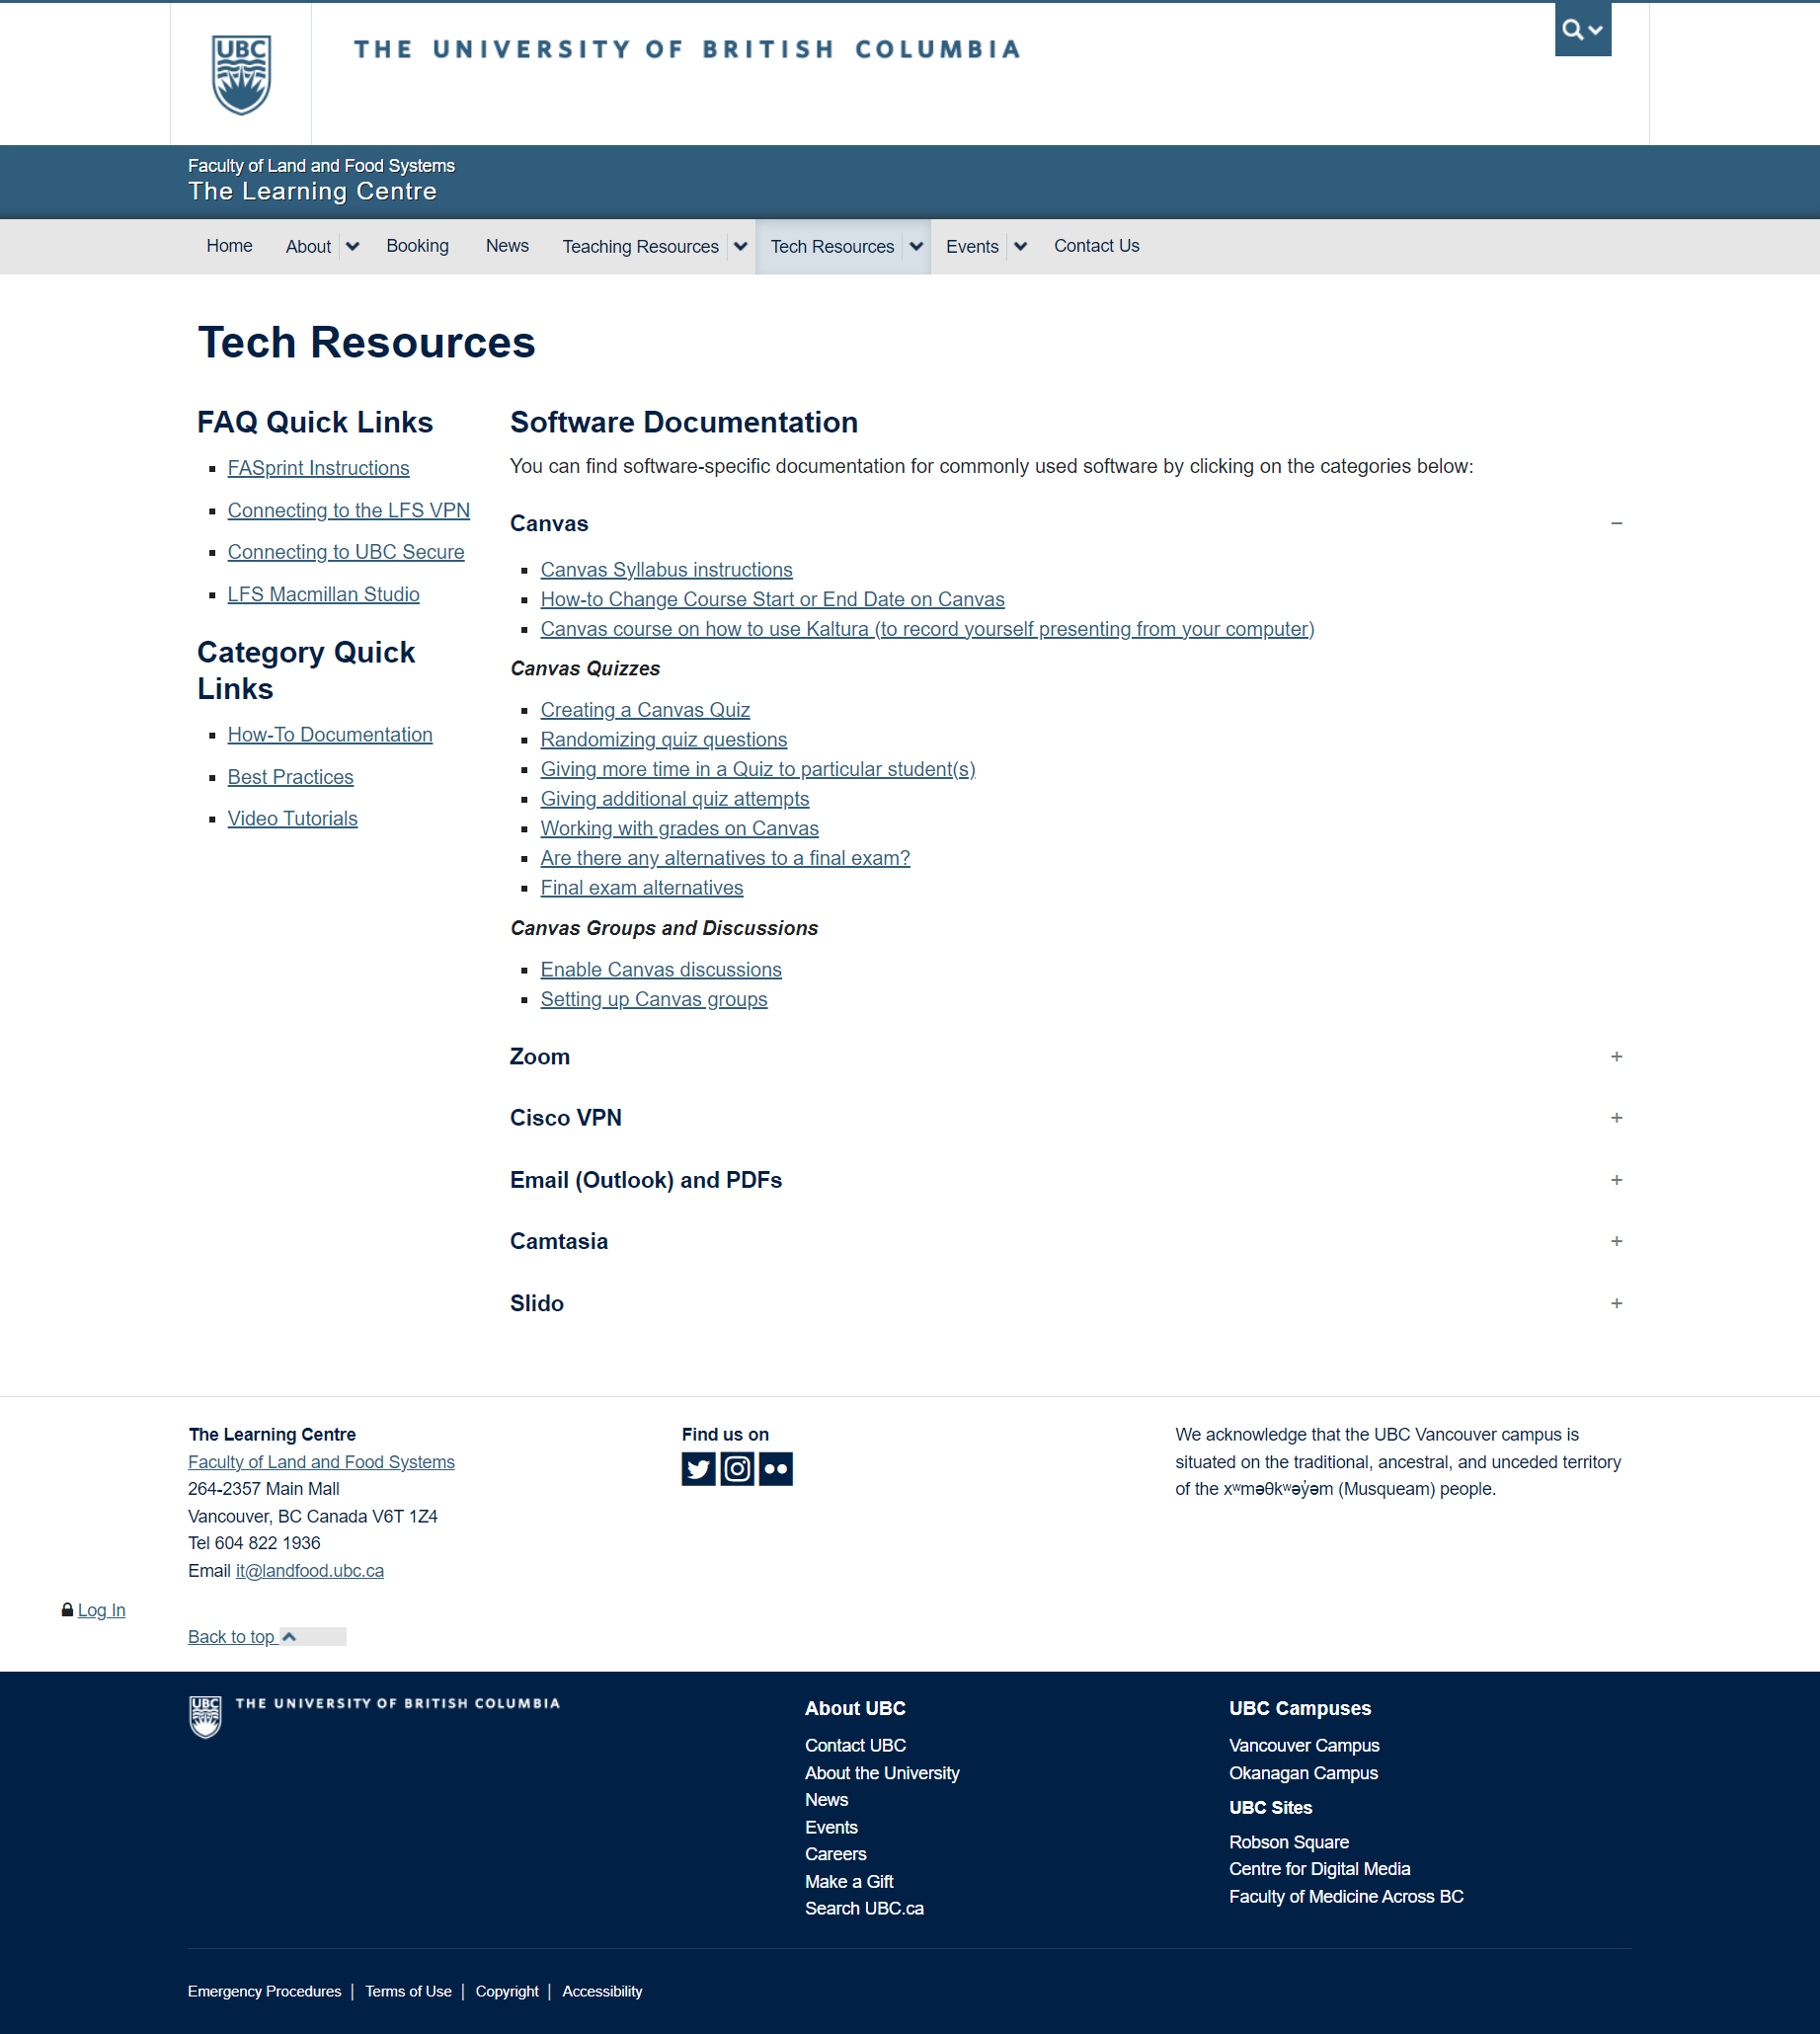 UBC
THE UNIVERSITY OF BRITISH COLUMBIA
Faculty of Land and Food Systems
The Learning Centre
Home About Booking News Teaching Resources Tech Resources Events Contact Us
Tech Resources
FAQ Quick Links
FASprint Instructions
Connecting to the LFS VPN
Connecting to UBC Secure
LFS Macmillan Studio
Category Quick
Links
How-To Documentation
Best Practices
Video Tutorials
Software Documentation
You can find software-specific documentation for commonly used software by clicking on the categories below:
Canvas −
Canvas Syllabus instructions
How-to Change Course Start or End Date on Canvas
Canvas course on how to use Kaltura (to record yourself presenting from your computer)
Canvas Quizzes
Creating a Canvas Quiz
Randomizing quiz questions
Giving more time in a Quiz to particular student(s)
Giving additional quiz attempts
Working with grades on Canvas
Are there any alternatives to a final exam?
Final exam alternatives
Canvas Groups and Discussions
Enable Canvas discussions
Setting up Canvas groups
Zoom +
Cisco VPN +
Email (Outlook) and PDFs +
Camtasia +
Slido +
The Learning Centre
Faculty of Land and Food Systems
264-2357 Main Mall
Vancouver, BC Canada V6T 1Z4
Tel 604 822 1936
Email it@landfood.ubc.ca
Find us on
We acknowledge that the UBC Vancouver campus is
situated on the traditional, ancestral, and unceded territory
of the xʷməθkʷəy̓əm (Musqueam) people.
Log In
Back to top
UBC
THE UNIVERSITY OF BRITISH COLUMBIA
About UBC
Contact UBC
About the University
News
Events
Careers
Make a Gift
Search UBC.ca
UBC Campuses
Vancouver Campus
Okanagan Campus
UBC Sites
Robson Square
Centre for Digital Media
Faculty of Medicine Across BC
Emergency Procedures | Terms of Use | Copyright | Accessibility